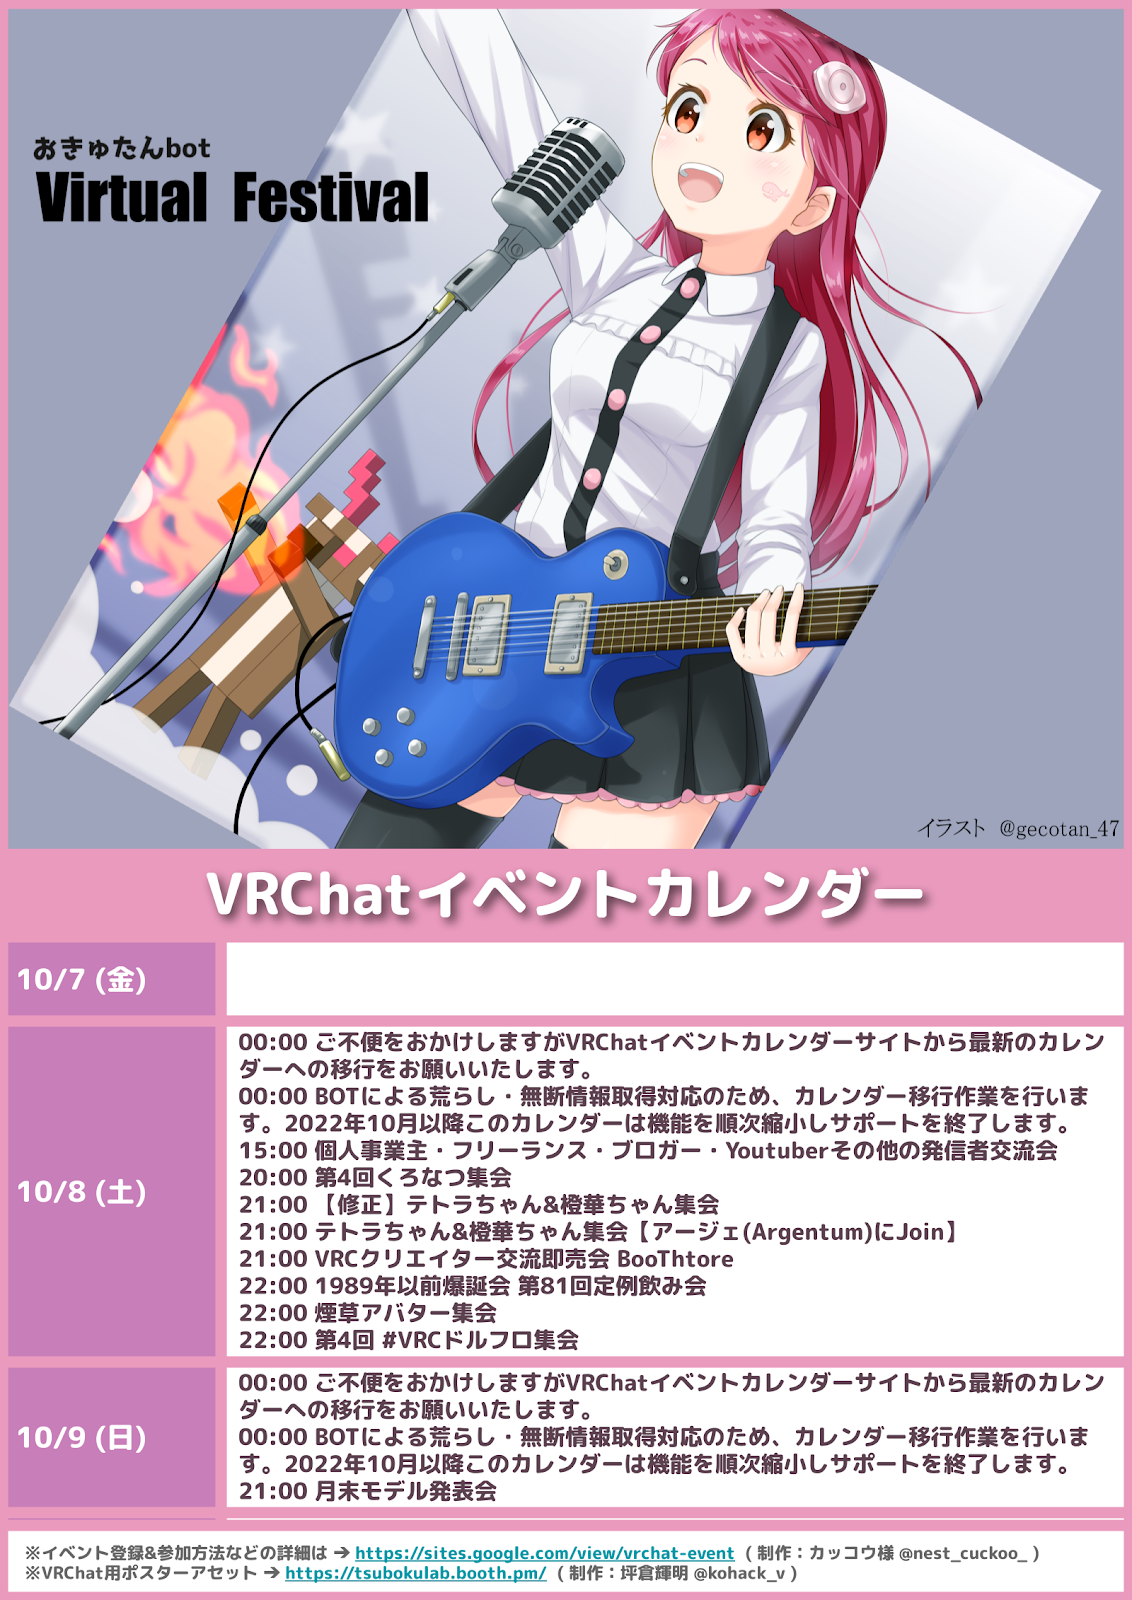 おきゅたんbot
Virtual Festival
イラスト @gecotan_47
VRChatイベントカレンダー
10/7 (金)
10/8 (土)
00:00 ご不便をおかけしますがVRChatイベントカレンダーサイトから最新のカレン
ダーへの移行をお願いいたします。
00:00 BOTによる荒らし・無断情報取得対応のため、カレンダー移行作業を行いま
す。2022年10月以降このカレンダーは機能を順次縮小しサポートを終了します。
15:00 個人事業主・フリーランス・ブロガー・Youtuberその他の発信者交流会
20:00 第4回くろなつ集会
21:00 【修正】テトラちゃん&橙華ちゃん集会
21:00 テトラちゃん&橙華ちゃん集会【アージェ(Argentum)にJoin】
21:00 VRCクリエイター交流即売会 BooThtore
22:00 1989年以前爆誕会 第81回定例飲み会
22:00 煙草アバター集会
22:00 第4回 #VRCドルフロ集会
10/9 (日)
00:00 ご不便をおかけしますがVRChatイベントカレンダーサイトから最新のカレン
ダーへの移行をお願いいたします。
00:00 BOTによる荒らし・無断情報取得対応のため、カレンダー移行作業を行いま
す。2022年10月以降このカレンダーは機能を順次縮小しサポートを終了します。
21:00 月末モデル発表会
※イベント登録&参加方法などの詳細は → https://sites.google.com/view/vrchat-event ( 制作：カッコウ様 @nest_cuckoo_ )
※VRChat用ポスターアセット → https://tsubokulab.booth.pm/ ( 制作：坪倉輝明 @kohack_v )